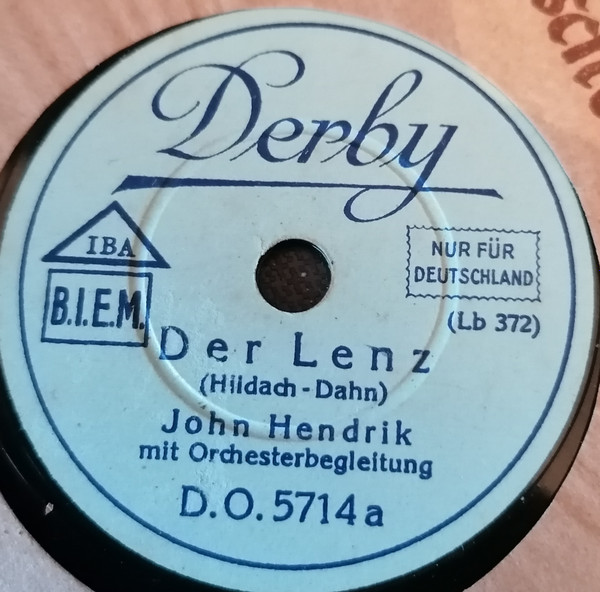 Derby
IBA
B.I.E.M.
NUR FÜR
DEUTSCHLAND
(Lb 372)
Der Lenz
(Hildach-Dahn)
John Hendrik
mit Orchesterbegleitung
D.O. 5714a